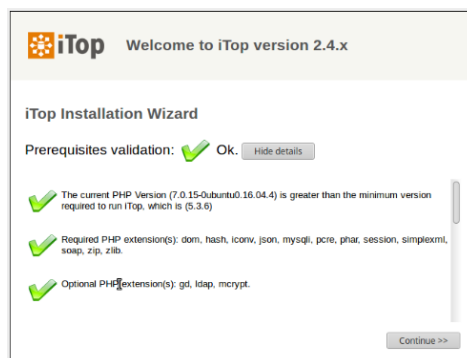 iTop
Welcome to iTop version 2.4.x
iTop Installation Wizard
Prerequisites validation: Ok. Hide details
The current PHP Version (7.0.15-0ubuntu0.16.04.4) is greater than the minimum version
required to run iTop, which is (5.3.6)
Required PHP extension(s): dom, hash, iconv, json, mysqli, pcre, phar, session, simplexml,
soap, zip, zlib.
Optional PHP extension(s): gd, ldap, mcrypt.
Continue >>